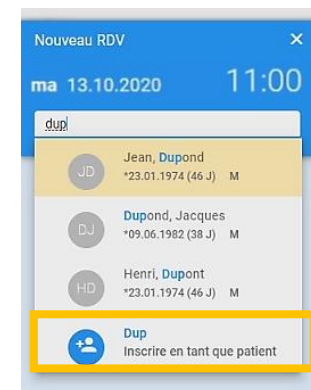 Nouveau RDV ×
ma 13.10.2020 11:00
dup
JD
Jean, Dupond
*23.01.1974 (46 J) M
DJ
Dupond, Jacques
*09.06.1982 (38 J) M
HD
Henri, Dupont
*23.01.1974 (46 J) M
Dup
Inscrire en tant que patient